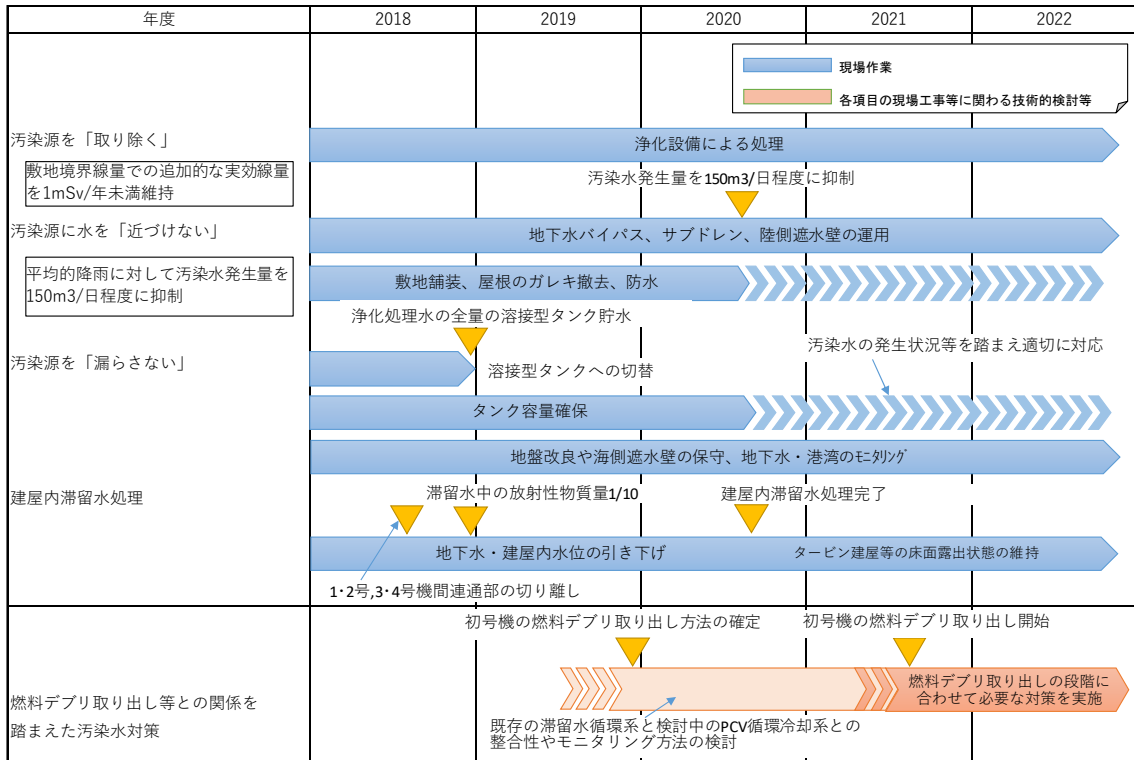 年度 2018 2019 2020 2021 2022
現場作業
各項目の現場工事等に関わる技術的検討等
汚染源を「取り除く」
浄化設備による処理
敷地境界線量での追加的な実効線量
を1mSv/年未満維持
汚染水発生量を150m3/日程度に抑制
汚染源に水を「近づけない」
地下水バイパス、サブドレン、陸側遮水壁の運用
平均的降雨に対して汚染水発生量を
150m3/日程度に抑制
敷地舗装、屋根のガレキ撤去、防水
浄化処理水の全量の溶接型タンク貯水
汚染源を「漏らさない」
溶接型タンクへの切替
汚染水の発生状況等を踏まえ適切に対応
タンク容量確保
地盤改良や海側遮水壁の保守、地下水・港湾のﾓﾆﾀﾘﾝｸﾞ
建屋内滞留水処理
滞留水中の放射性物質量1/10
建屋内滞留水処理完了
地下水・建屋内水位の引き下げ
タービン建屋等の床面露出状態の維持
1･2号,3･4号機間連通部の切り離し
初号機の燃料デブリ取り出し方法の確定
初号機の燃料デブリ取り出し開始
燃料デブリ取り出し等との関係を
踏まえた汚染水対策
燃料デブリ取り出しの段階に
合わせて必要な対策を実施
既存の滞留水循環系と検討中のPCV循環冷却系との
整合性やモニタリング方法の検討